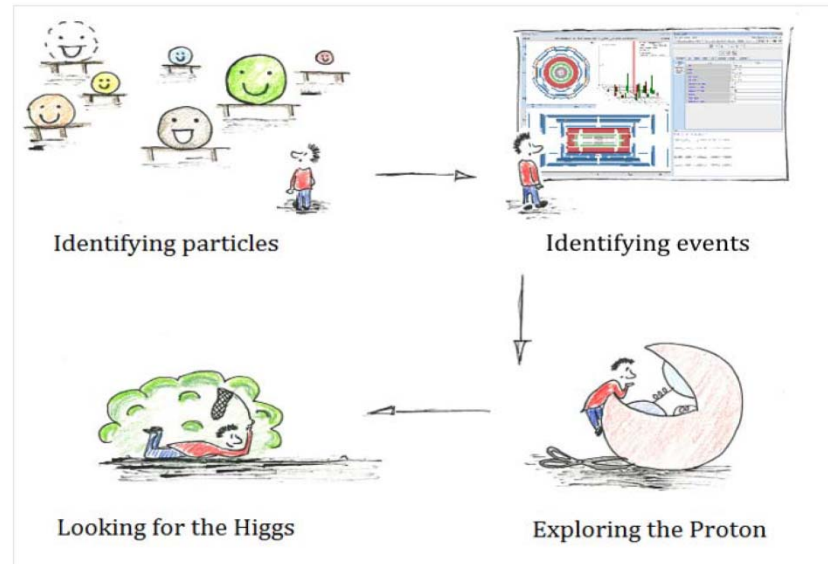 Identifying particles
Identifying events
Looking for the Higgs
Exploring the Proton